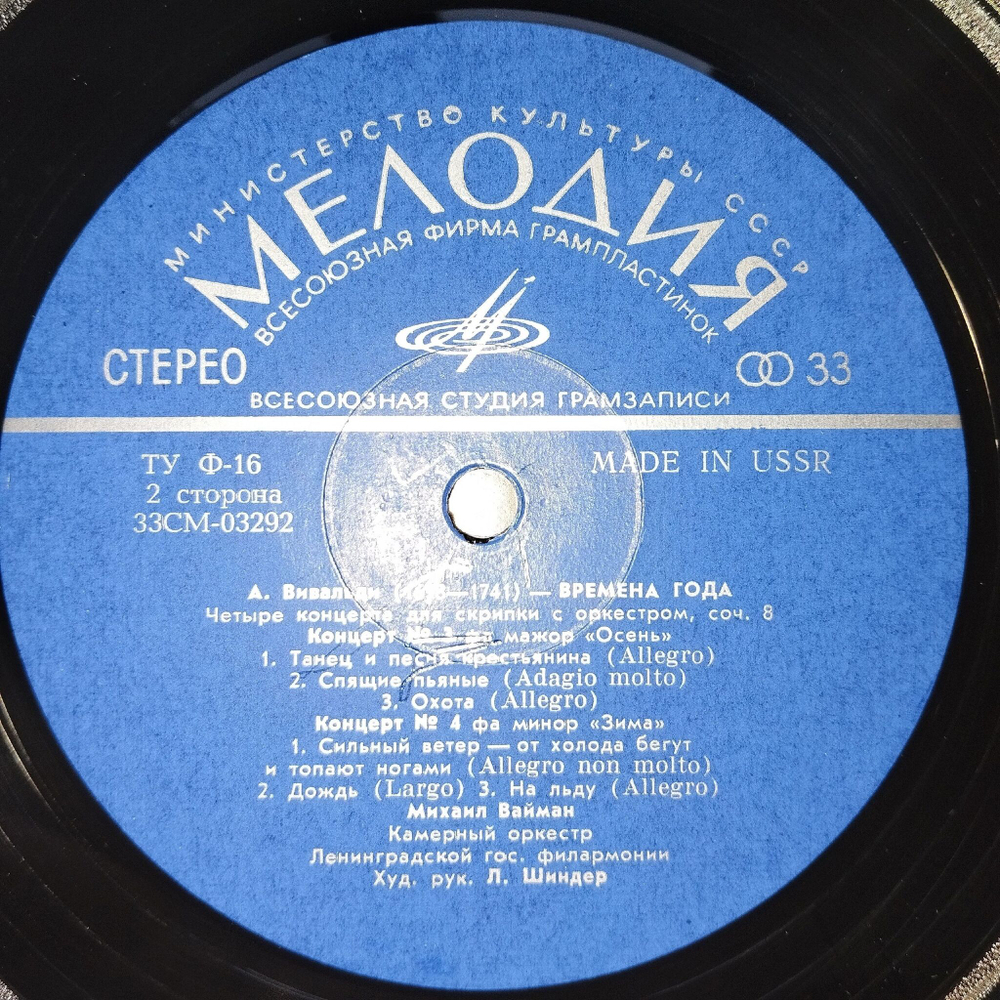 МИНИСТЕРСТВО КУЛЬТУРЫ СССР
МЕЛОДИЯ
ВСЕСОЮЗНАЯ ФИРМА ГРАМПЛАСТИНОК
СТЕРЕО
33
ВСЕСОЮЗНАЯ СТУДИЯ ГРАМЗАПИСИ
ТУ Ф-16
MADE IN USSR
2 сторона
33СМ-03292
А. Вивальди — 1741) — ВРЕМЕНА ГОДА
Четыре концерта для скрипки с оркестром, соч. 8
Концерт № 3 фа мажор «Осень»
1. Танец и песня крестьянина (Allegro)
2. Спящие пьяные (Adagio molto)
3. Охота (Allegro)
Концерт № 4 фа минор «Зима»
1. Сильный ветер — от холода бегут
и топают ногами (Allegro non molto)
2. Дождь (Largo) 3. На льду (Allegro)
Михаил Вайман
Камерный оркестр
Ленинградской гос. филармонии
Худ. рук. Л. Шиндер